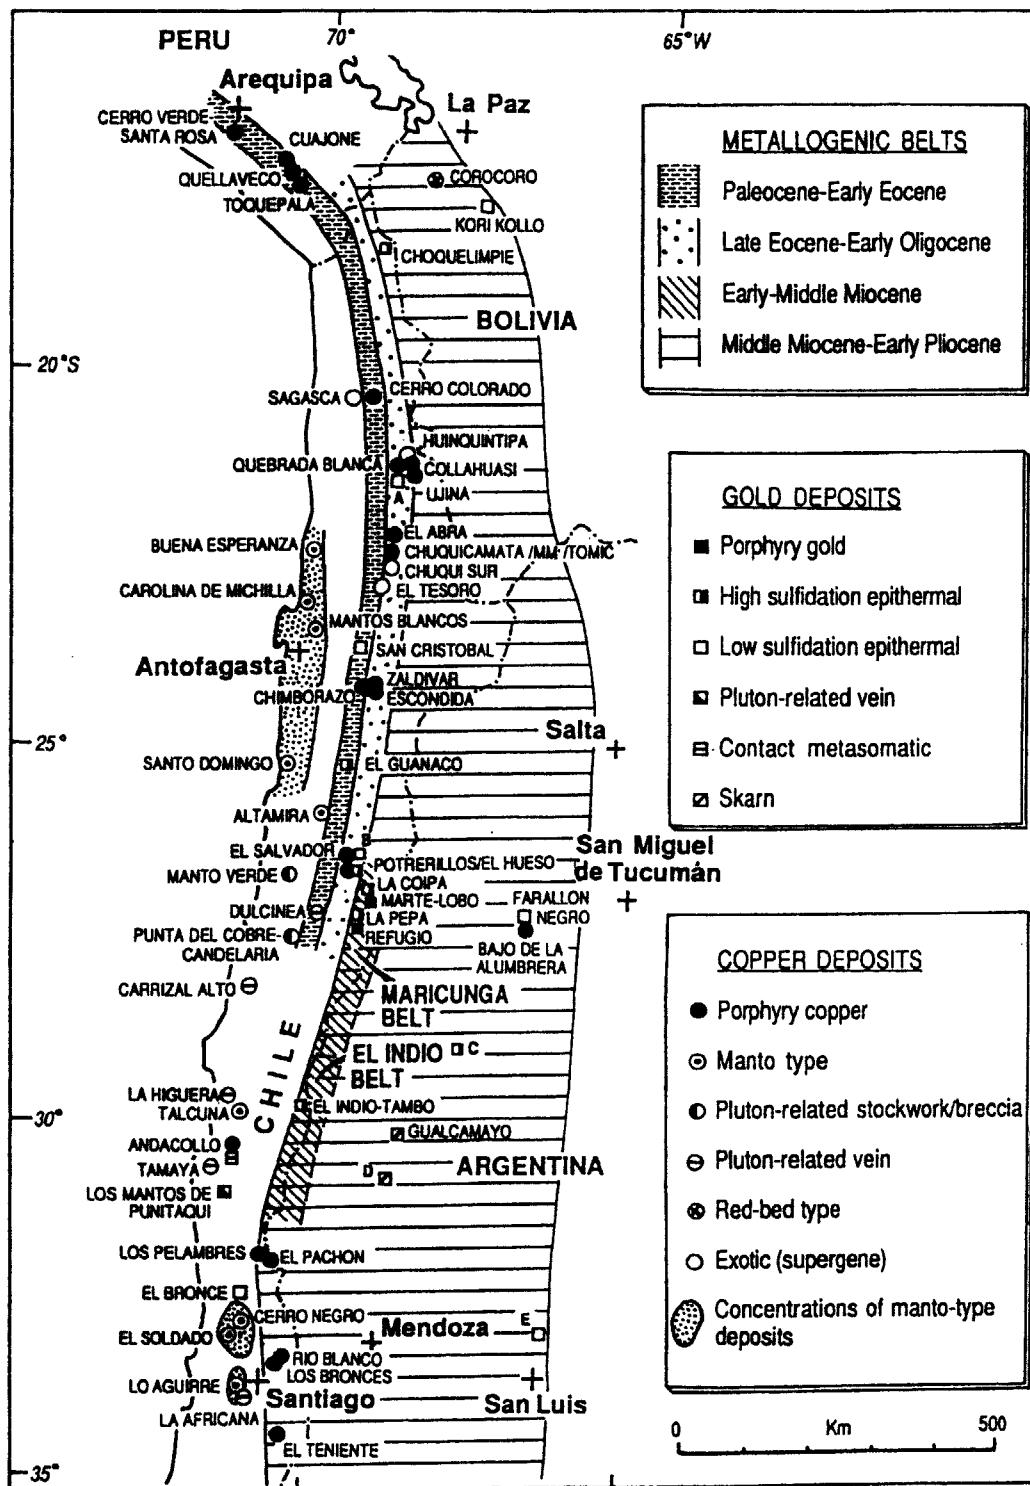 70°
65°W
PERU
Arequipa
La Paz
CERRO VERDE
SANTA ROSA
CUAJONE
QUELLAVECO
TOQUEPALA
COROCORO
KORI KOLLO
CHOQUELIMPIE
BOLIVIA
20°S
SAGASCA
CERRO COLORADO
HUINQUINTIPA
QUEBRADA BLANCA
COLLAHUASI
A
UJINA
EL ABRA
BUENA ESPERANZA
CHUQUICAMATA/MM/TOMIC
CHUQUI SUR
CAROLINA DE MICHILLA
EL TESORO
MANTOS BLANCOS
SAN CRISTOBAL
Antofagasta
ZALDIVAR
CHIMBORAZO
ESCONDIDA
Salta
25°
SANTO DOMINGO
EL GUANACO
ALTAMIRA
B
EL SALVADOR
San Miguel
de Tucumán
POTRERILLOS/EL HUESO
MANTO VERDE
LA COIPA
MARTE-LOBO
FARALLON
NEGRO
DULCINEA
LA PEPA
REFUGIO
PUNTA DEL COBRE-
CANDELARIA
BAJO DE LA
ALUMBRERA
CARRIZAL ALTO
MARICUNGA
BELT
CHILE
EL INDIO
BELT
C
LA HIGUERA
TALCUNA
EL INDIO-TAMBO
30°
ANDACOLLO
GUALCAMAYO
TAMAYA
D
ARGENTINA
LOS MANTOS DE
PUNITAQUI
LOS PELAMBRES
EL PACHON
EL BRONCE
CERRO NEGRO
E
EL SOLDADO
Mendoza
RIO BLANCO
LOS BRONCES
LO AGUIRRE
Santiago
San Luis
LA AFRICANA
EL TENIENTE
35°
METALLOGENIC BELTS
Paleocene-Early Eocene
Late Eocene-Early Oligocene
Early-Middle Miocene
Middle Miocene-Early Pliocene
GOLD DEPOSITS
Porphyry gold
High sulfidation epithermal
Low sulfidation epithermal
Pluton-related vein
Contact metasomatic
Skarn
COPPER DEPOSITS
Porphyry copper
Manto type
Pluton-related stockwork/breccia
Pluton-related vein
Red-bed type
Exotic (supergene)
Concentrations of manto-type
deposits
0 Km 500